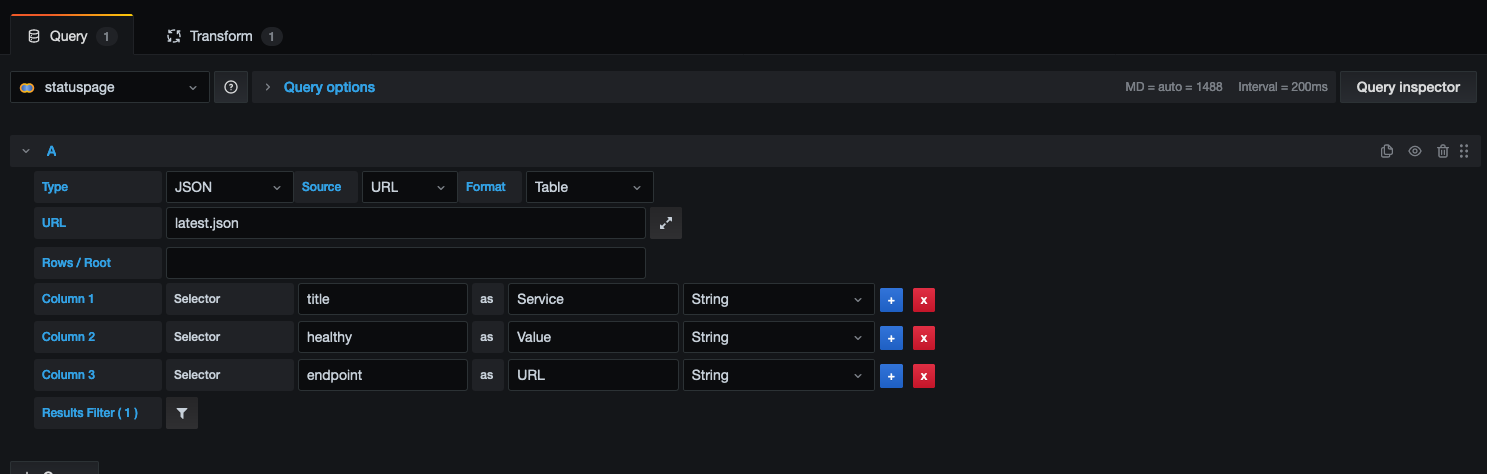 Query 1 Transform 1
statuspage Query options MD = auto = 1488 Interval = 200ms Query inspector
A
Type JSON Source URL Format Table
URL latest.json
Rows / Root
Column 1 Selector title as Service String + x
Column 2 Selector healthy as Value String + x
Column 3 Selector endpoint as URL String + x
Results Filter ( 1 )